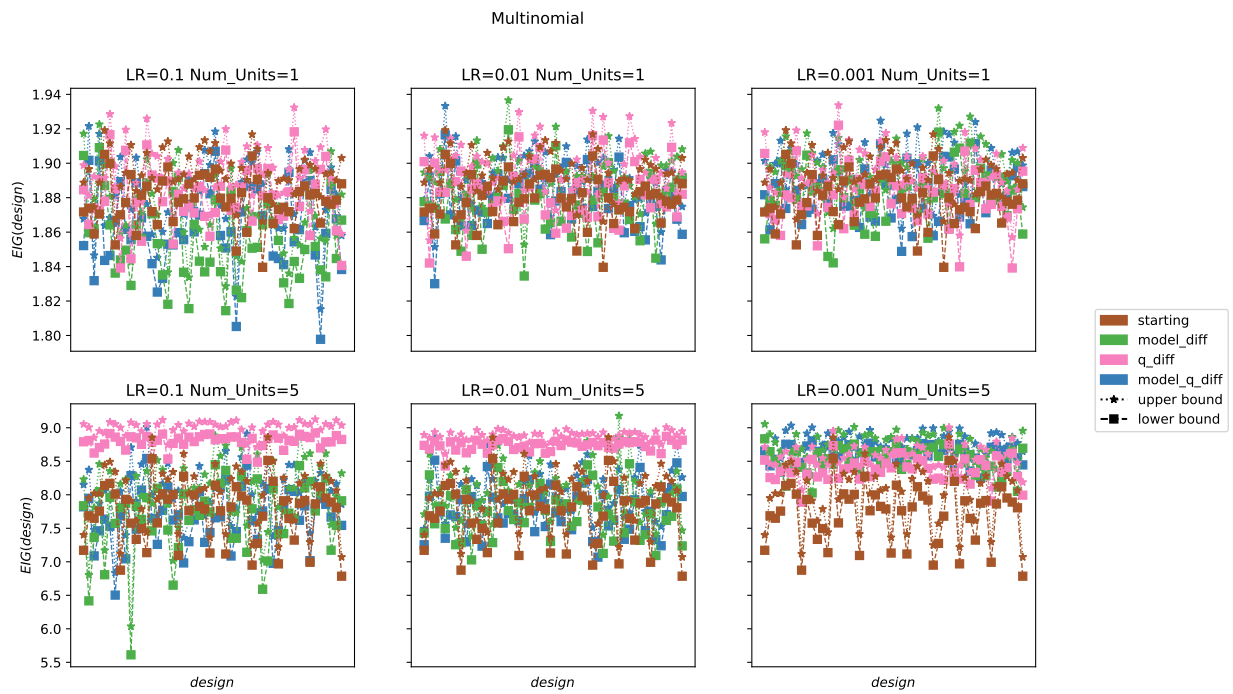 Multinomial
LR=0.1 Num_Units=1
LR=0.01 Num_Units=1
LR=0.001 Num_Units=1
EIG(design)
1.94
1.92
1.90
1.88
1.86
1.84
1.82
1.80
starting
model_diff
q_diff
model_q_diff
upper bound
lower bound
LR=0.1 Num_Units=5
LR=0.01 Num_Units=5
LR=0.001 Num_Units=5
EIG(design)
9.0
8.5
8.0
7.5
7.0
6.5
6.0
5.5
design
design
design